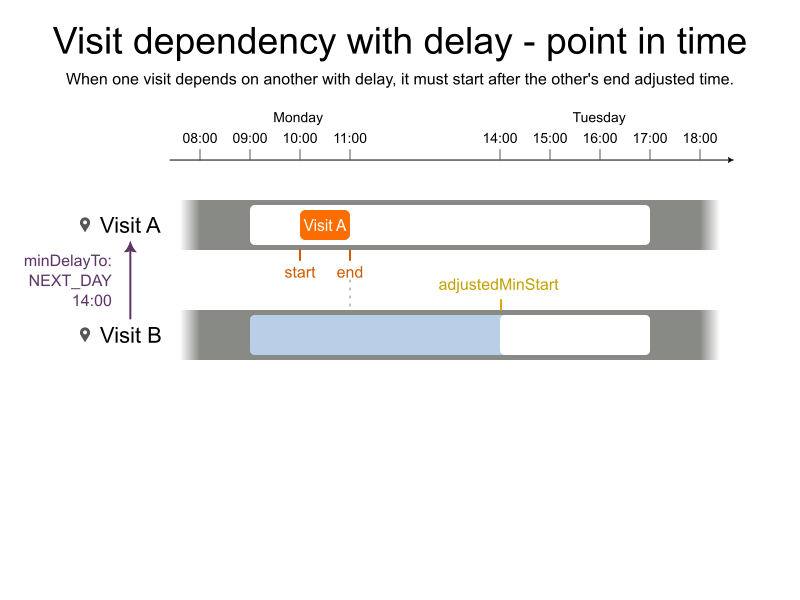 Visit dependency with delay - point in time
When one visit depends on another with delay, it must start after the other's end adjusted time.
Monday Tuesday
08:00 09:00 10:00 11:00 14:00 15:00 16:00 17:00 18:00
Visit A Visit A
start end
minDelayTo:
NEXT_DAY
14:00
adjustedMinStart
Visit B